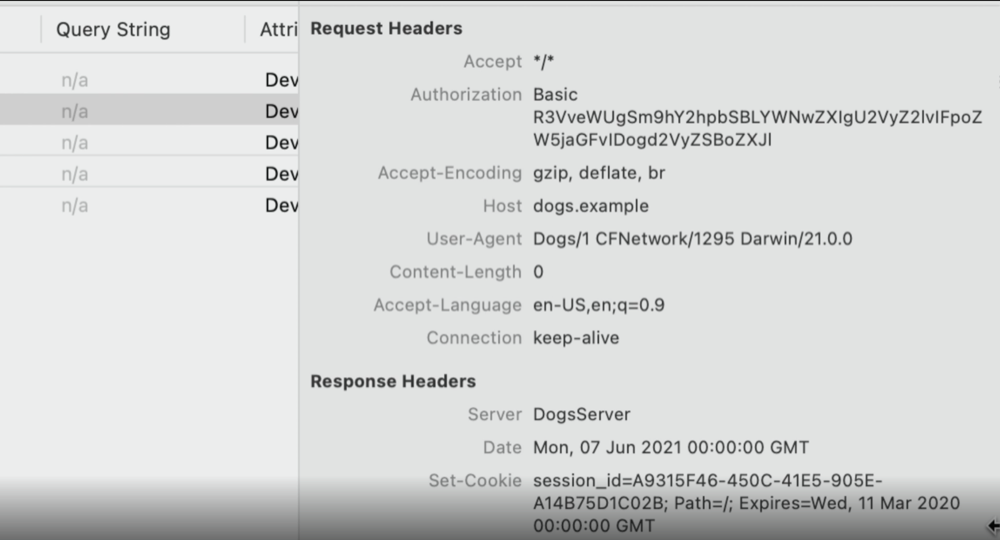 Query String
Attri
n/a
Dev
n/a
Dev
n/a
Dev
n/a
Dev
n/a
Dev
Request Headers
Accept */*
Authorization Basic
R3VveWUgSm9hY2hpbSBLYWNwZXIgU2VyZ2lvIFpoZ
W5jaGFvIDogd2VyZSBoZXJl
Accept-Encoding gzip, deflate, br
Host dogs.example
User-Agent Dogs/1 CFNetwork/1295 Darwin/21.0.0
Content-Length 0
Accept-Language en-US,en;q=0.9
Connection keep-alive
Response Headers
Server DogsServer
Date Mon, 07 Jun 2021 00:00:00 GMT
Set-Cookie session_id=A9315F46-450C-41E5-905E-
A14B75D1C02B; Path=/; Expires=Wed, 11 Mar 2020
00:00:00 GMT